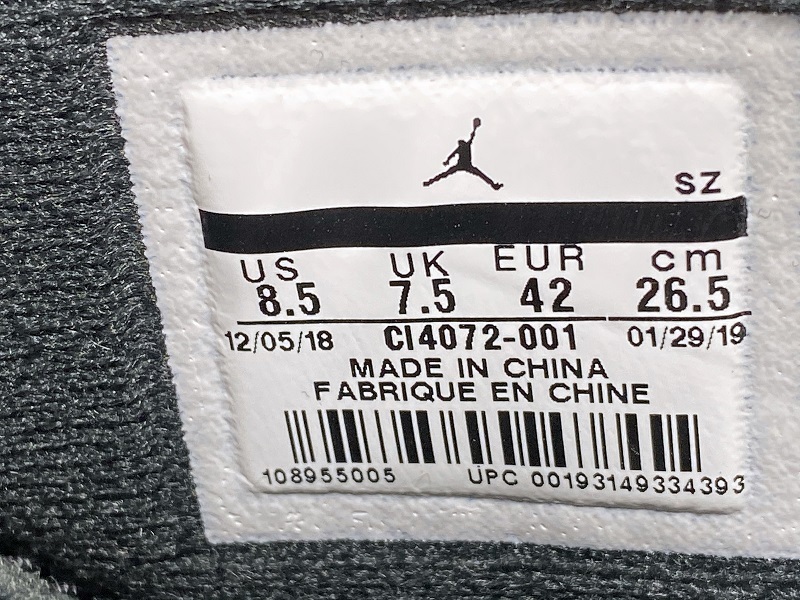 SZ
US UK EUR cm
8.5 7.5 42 26.5
12/05/18 CI4072-001 01/29/19
MADE IN CHINA
FABRIQUE EN CHINE
108955005 UPC 00193149334393